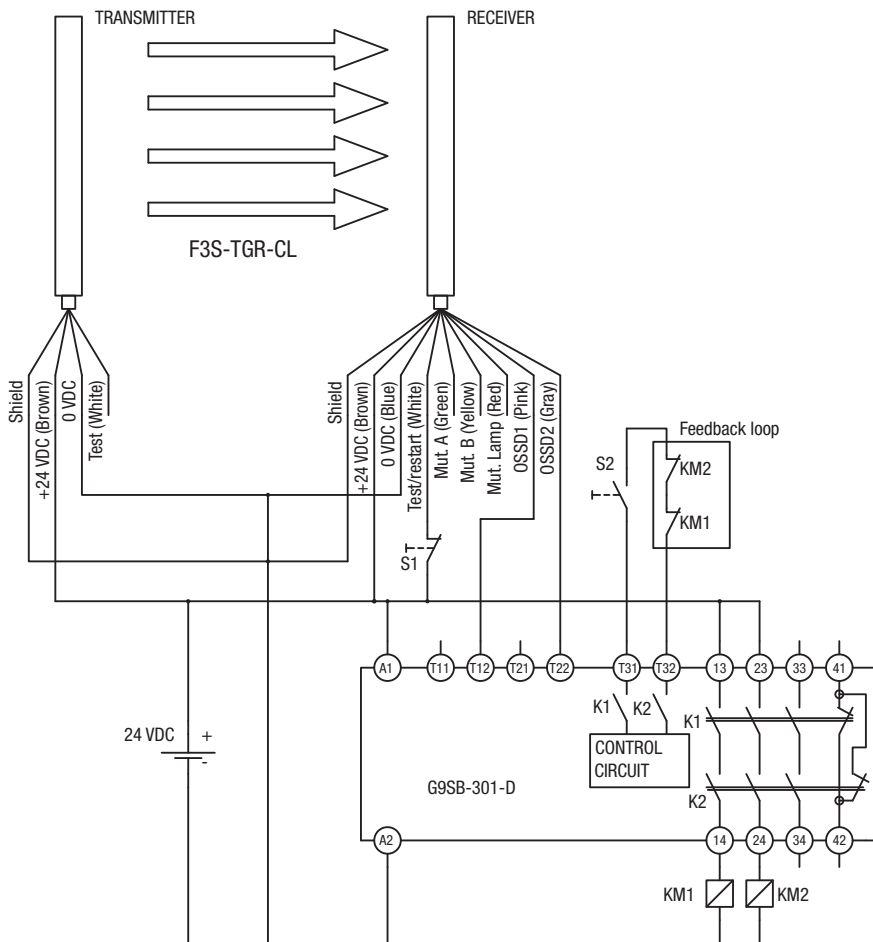 TRANSMITTER
RECEIVER
F3S-TGR-CL
Shield
+24 VDC (Brown)
0 VDC
Test (White)
Shield
+24 VDC (Brown)
0 VDC (Blue)
Test/restart (White)
Mut. A (Green)
Mut. B (Yellow)
Mut. Lamp (Red)
OSSD1 (Pink)
OSSD2 (Gray)
Feedback loop
S2
KM2
KM1
S1
A1
T11
T12
T21
T22
T31
T32
13
23
33
41
K1
K2
K1
24 VDC
+
-
CONTROL
CIRCUIT
G9SB-301-D
K2
A2
14
24
34
42
KM1
KM2